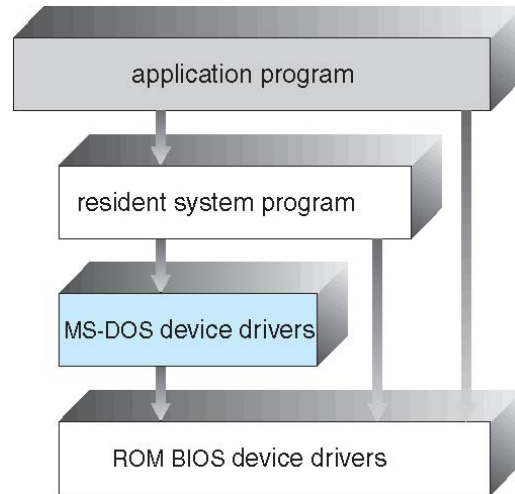 application program
resident system program
MS-DOS device drivers
ROM BIOS device drivers